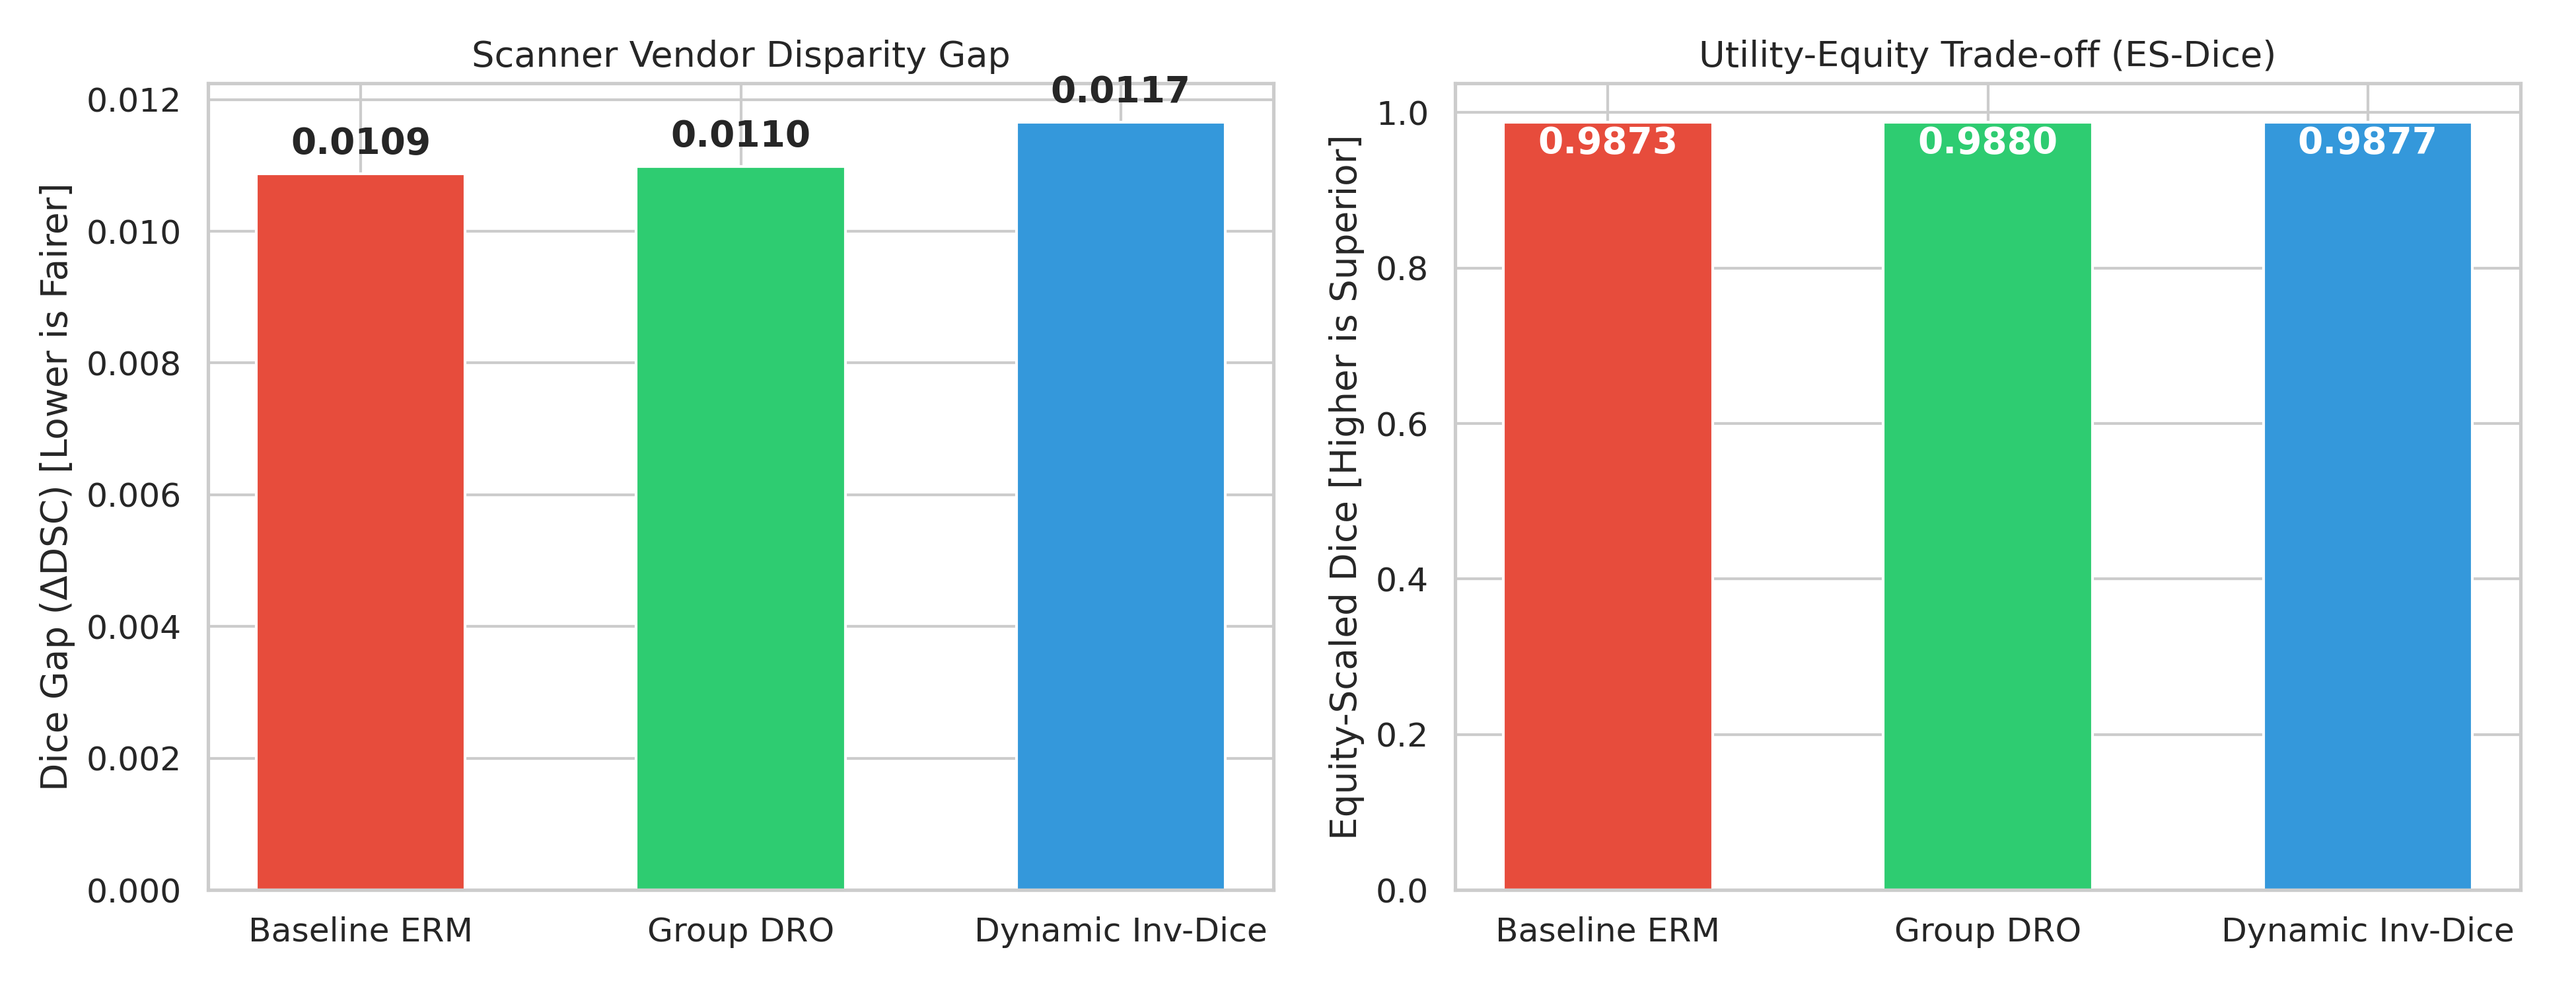 Scanner Vendor Disparity Gap
Dice Gap (ΔDSC) [Lower is Fairer]
0.012
0.010
0.008
0.006
0.004
0.002
0.000
0.0109
0.0110
0.0117
Baseline ERM
Group DRO
Dynamic Inv-Dice
Utility-Equity Trade-off (ES-Dice)
Equity-Scaled Dice [Higher is Superior]
1.0
0.8
0.6
0.4
0.2
0.0
0.9873
0.9880
0.9877
Baseline ERM
Group DRO
Dynamic Inv-Dice